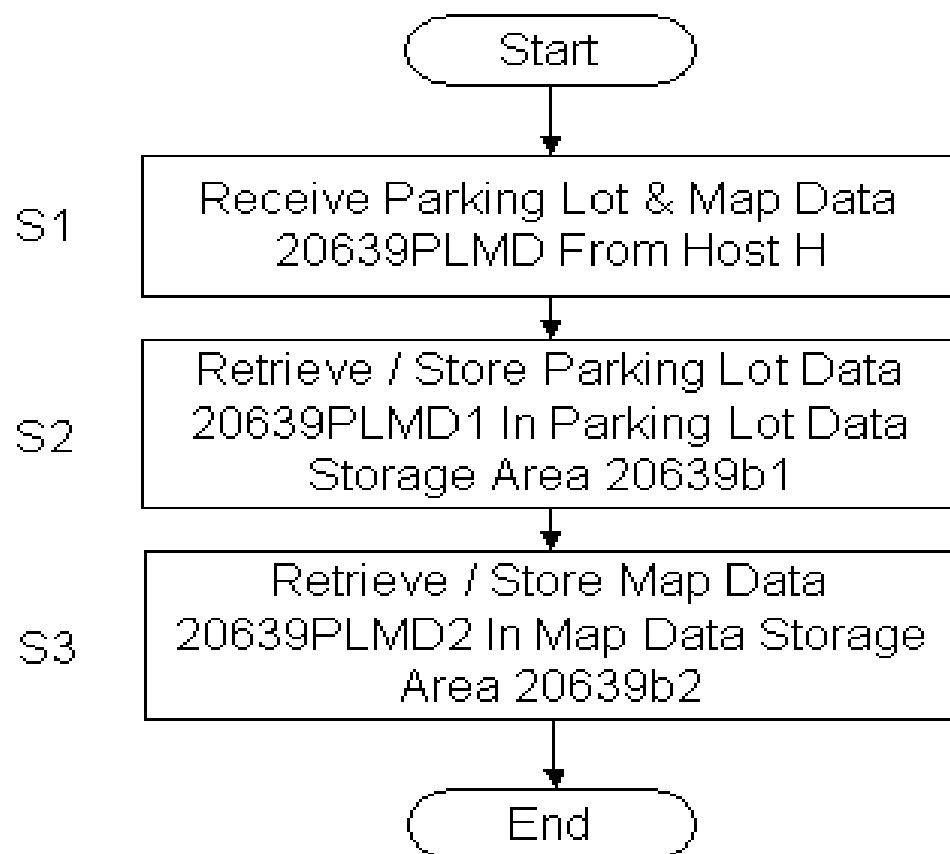 Start
S1
Receive Parking Lot & Map Data
20639PLMD From Host H
S2
Retrieve / Store Parking Lot Data
20639PLMD1 In Parking Lot Data
Storage Area 20639b1
S3
Retrieve / Store Map Data
20639PLMD2 In Map Data Storage
Area 20639b2
End